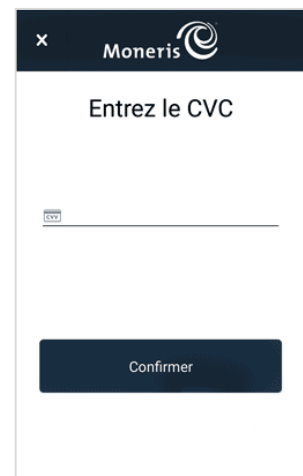 ×
Moneris
Entrez le CVC
CVV
Confirmer